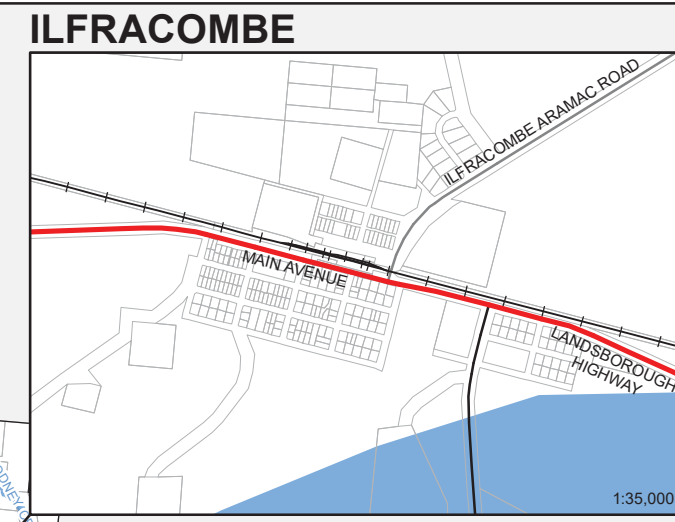 ILFRACOMBE
ILFRACOMBE ARAMAC ROAD
MAIN AVENUE
LANDSBOROUGH
HIGHWAY
1:35,000